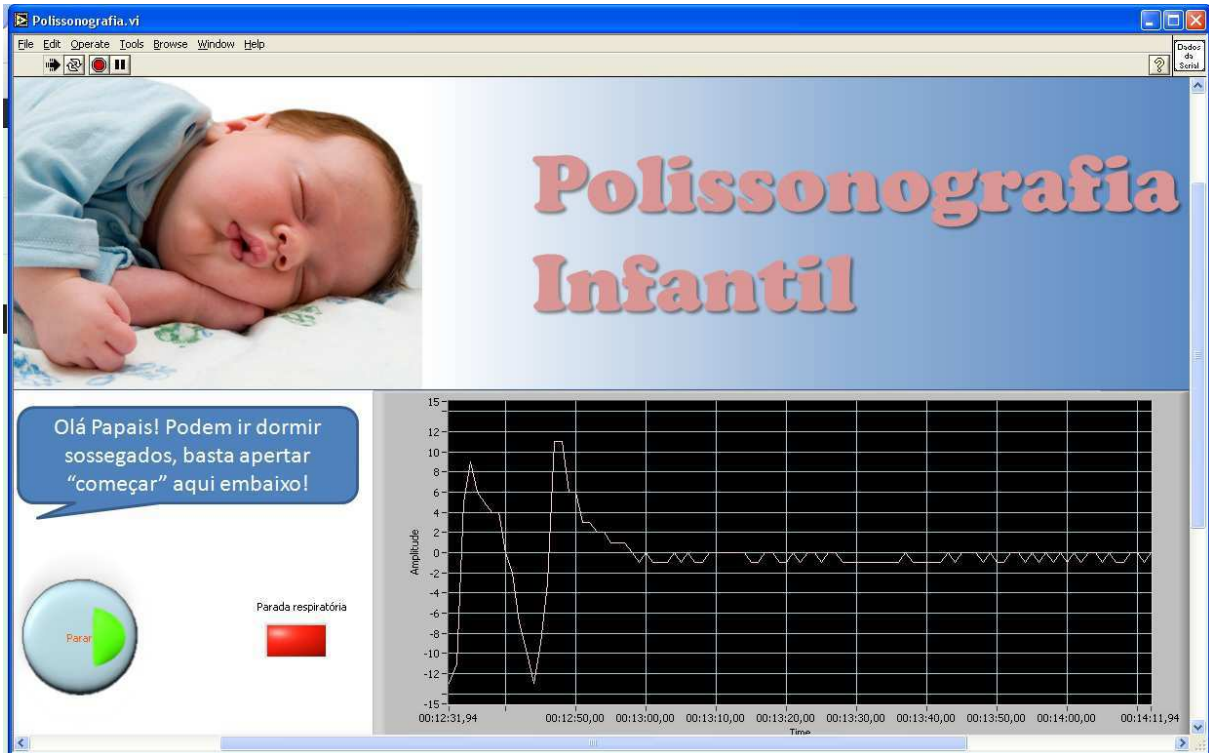 Polissonografia.vi
File Edit Operate Tools Browse Window Help
Dados
da
Serial
Polissonografia
Infantil
Olá Papais! Podem ir dormir
sossegados, basta apertar
“começar” aqui embaixo!
Parar
Parada respiratória
Amplitude
15
12
10
8
6
4
2
0
-2
-4
-6
-8
-10
-12
-15
00:12:31,94 00:12:50,00 00:13:00,00 00:13:10,00 00:13:20,00 00:13:30,00 00:13:40,00 00:13:50,00 00:14:00,00 00:14:11,94
Time